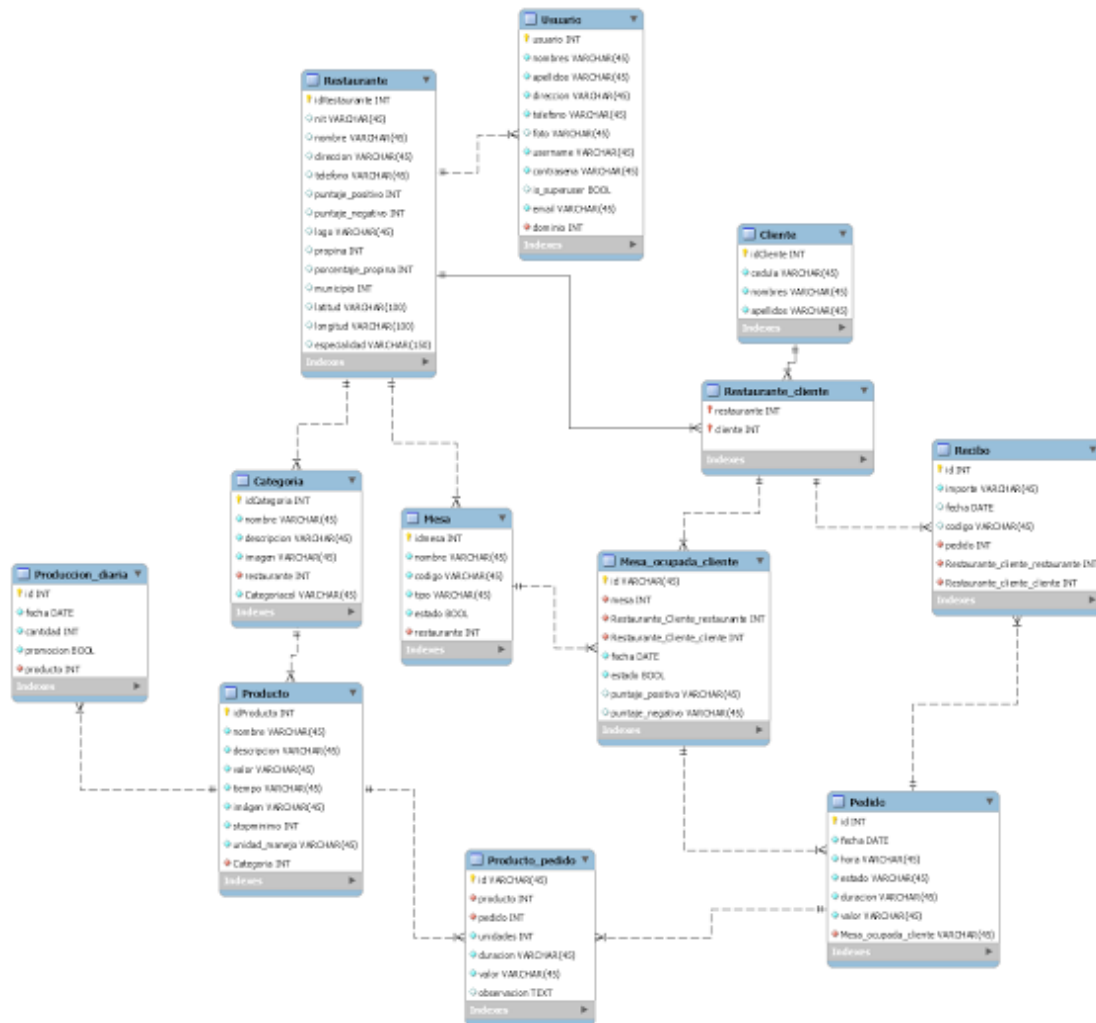 Usuario
usuario INT
nombres VARCHAR(45)
apellidos VARCHAR(45)
direccion VARCHAR(45)
telefono VARCHAR(45)
foto VARCHAR(45)
username VARCHAR(45)
contrasena VARCHAR(45)
is_superuser BOOL
email VARCHAR(45)
dominio INT
Indexes
Restaurante
idRestaurante INT
nit VARCHAR(45)
nombre VARCHAR(45)
direccion VARCHAR(45)
telefono VARCHAR(45)
puntaje_positivo INT
puntaje_negativo INT
logo VARCHAR(45)
propina INT
porcentaje_propina INT
municipio INT
latitud VARCHAR(100)
longitud VARCHAR(100)
especialidad VARCHAR(150)
Indexes
Cliente
idCliente INT
cedula VARCHAR(45)
nombres VARCHAR(45)
apellidos VARCHAR(45)
Indexes
Restaurante_cliente
restaurante INT
cliente INT
Indexes
Recibo
id INT
importe VARCHAR(45)
fecha DATE
codigo VARCHAR(45)
pedido INT
Restaurante_cliente_restaurante INT
Restaurante_cliente_cliente INT
Indexes
Categoria
idCategoria INT
nombre VARCHAR(45)
descripcion VARCHAR(45)
imagen VARCHAR(45)
restaurante INT
Categoriacol VARCHAR(45)
Indexes
Mesa
idmesa INT
nombre VARCHAR(45)
codigo VARCHAR(45)
tipo VARCHAR(45)
estado BOOL
restaurante INT
Indexes
Mesa_ocupada_cliente
id VARCHAR(45)
mesa INT
Restaurante_Cliente_restaurante INT
Restaurante_Cliente_cliente INT
fecha DATE
estado BOOL
puntaje_positivo VARCHAR(45)
puntaje_negativo VARCHAR(45)
Indexes
Produccion_diaria
id INT
fecha DATE
cantidad INT
promocion BOOL
producto INT
Indexes
Producto
idProducto INT
nombre VARCHAR(45)
descripcion VARCHAR(45)
valor VARCHAR(45)
tiempo VARCHAR(45)
imágen VARCHAR(45)
stopminimo INT
unidad_manejo VARCHAR(45)
Categoria INT
Indexes
Pedido
id INT
fecha DATE
hora VARCHAR(45)
estado VARCHAR(45)
duracion VARCHAR(45)
valor VARCHAR(45)
Mesa_ocupada_cliente VARCHAR(45)
Indexes
Producto_pedido
id VARCHAR(45)
producto INT
pedido INT
unidades INT
duracion VARCHAR(45)
valor VARCHAR(45)
observacion TEXT
Indexes